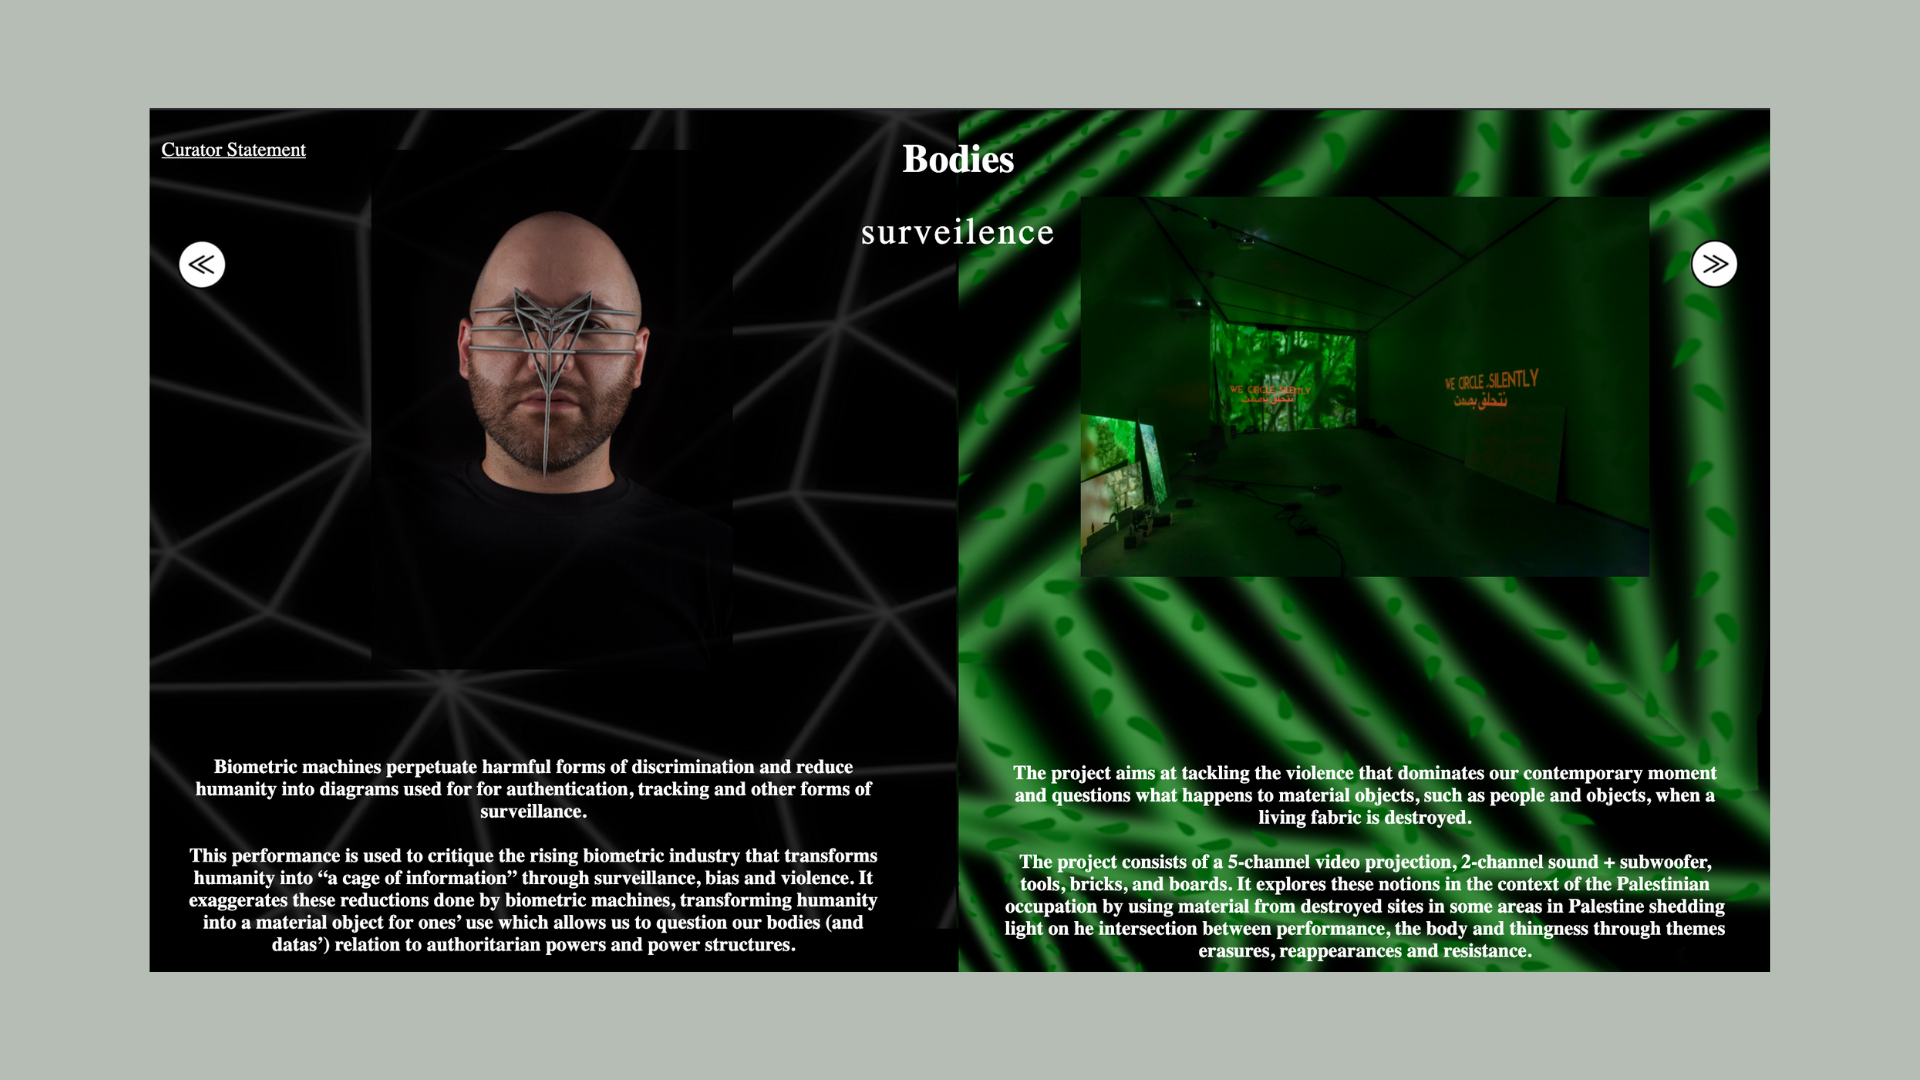 Curator Statement
Bodies
surveilence
WE CIRCLE SILENTLY
نتحلق بصمت
WE CIRCLE SILENTLY
نتحلق بصمت
Biometric machines perpetuate harmful forms of discrimination and reduce
humanity into diagrams used for for authentication, tracking and other forms of
surveillance.
This performance is used to critique the rising biometric industry that transforms
humanity into “a cage of information” through surveillance, bias and violence. It
exaggerates these reductions done by biometric machines, transforming humanity
into a material object for ones’ use which allows us to question our bodies (and
datas’) relation to authoritarian powers and power structures.
The project aims at tackling the violence that dominates our contemporary moment
and questions what happens to material objects, such as people and objects, when a
living fabric is destroyed.
The project consists of a 5-channel video projection, 2-channel sound + subwoofer,
tools, bricks, and boards. It explores these notions in the context of the Palestinian
occupation by using material from destroyed sites in some areas in Palestine shedding
light on he intersection between performance, the body and thingness through themes
erasures, reappearances and resistance.